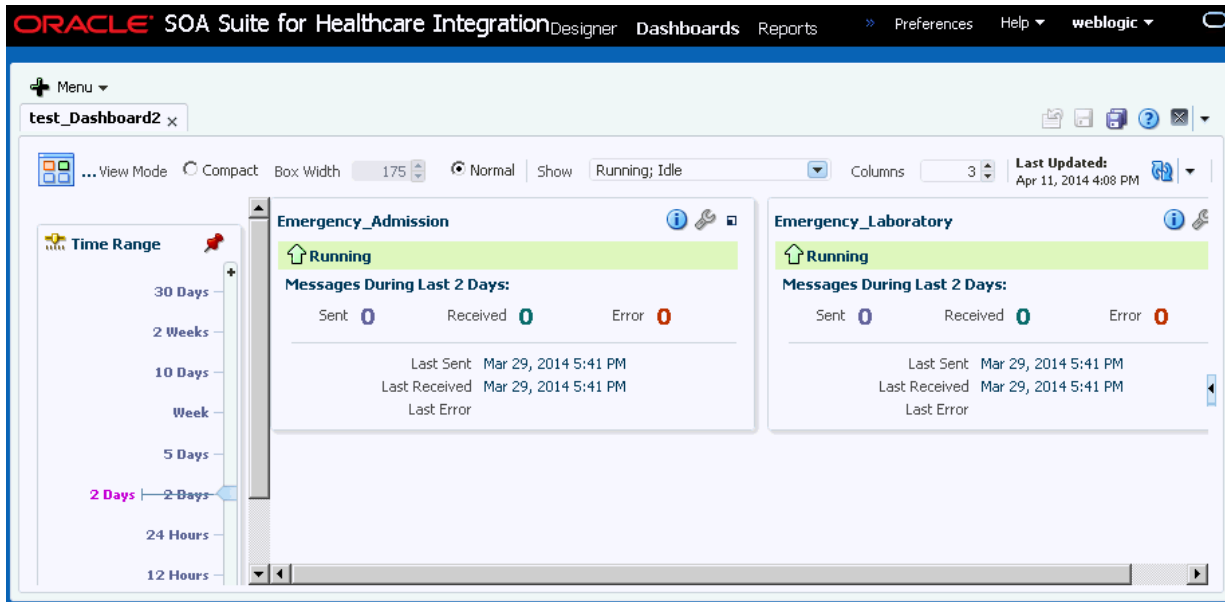 ORACLE SOA Suite for Healthcare Integration Designer Dashboards Reports » Preferences Help weblogic
Menu
test_Dashboard2 x
... View Mode Compact Box Width 175 Normal Show Running; Idle Columns 3 Last Updated:
Apr 11, 2014 4:08 PM
Time Range
30 Days
2 Weeks
10 Days
Week
5 Days
2 Days 2 Days
24 Hours
12 Hours
Emergency_Admission
Running
Messages During Last 2 Days:
Sent 0 Received 0 Error 0
Last Sent Mar 29, 2014 5:41 PM
Last Received Mar 29, 2014 5:41 PM
Last Error
Emergency_Laboratory
Running
Messages During Last 2 Days:
Sent 0 Received 0 Error 0
Last Sent Mar 29, 2014 5:41 PM
Last Received Mar 29, 2014 5:41 PM
Last Error